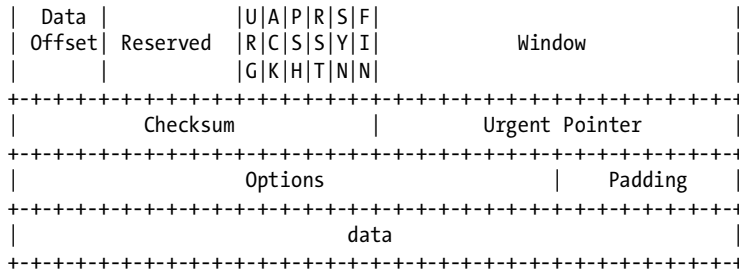 |  Data |           |U|A|P|R|S|F|                               |
| Offset| Reserved  |R|C|S|S|Y|I|            Window             |
|       |           |G|K|H|T|N|N|                               |
+-+-+-+-+-+-+-+-+-+-+-+-+-+-+-+-+-+-+-+-+-+-+-+-+-+-+-+-+-+-+-+-+
|           Checksum            |         Urgent Pointer        |
+-+-+-+-+-+-+-+-+-+-+-+-+-+-+-+-+-+-+-+-+-+-+-+-+-+-+-+-+-+-+-+-+
|                    Options                    |    Padding    |
+-+-+-+-+-+-+-+-+-+-+-+-+-+-+-+-+-+-+-+-+-+-+-+-+-+-+-+-+-+-+-+-+
|                             data                              |
+-+-+-+-+-+-+-+-+-+-+-+-+-+-+-+-+-+-+-+-+-+-+-+-+-+-+-+-+-+-+-+-+